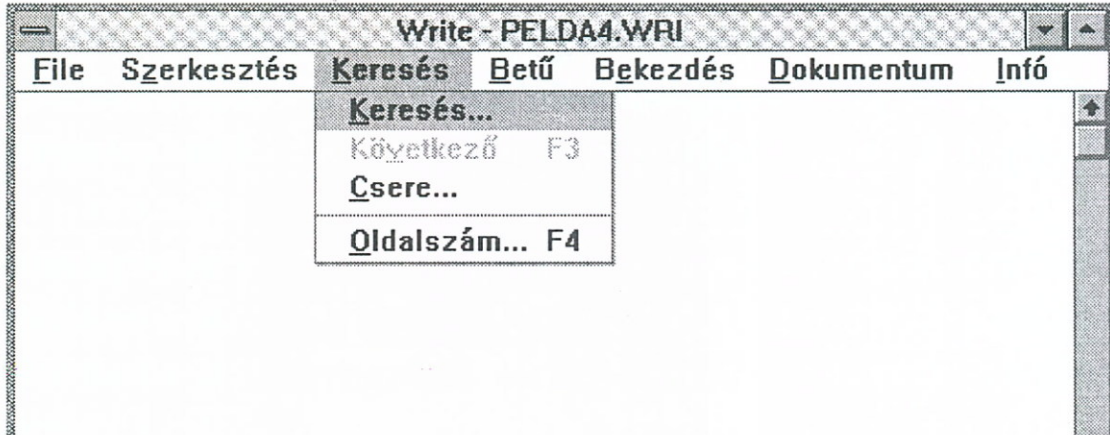 Write - PELDA4.WRI
File Szerkesztés Keresés Betű Bekezdés Dokumentum Infó
Keresés...
Következő F3
Csere...
Oldalszám... F4